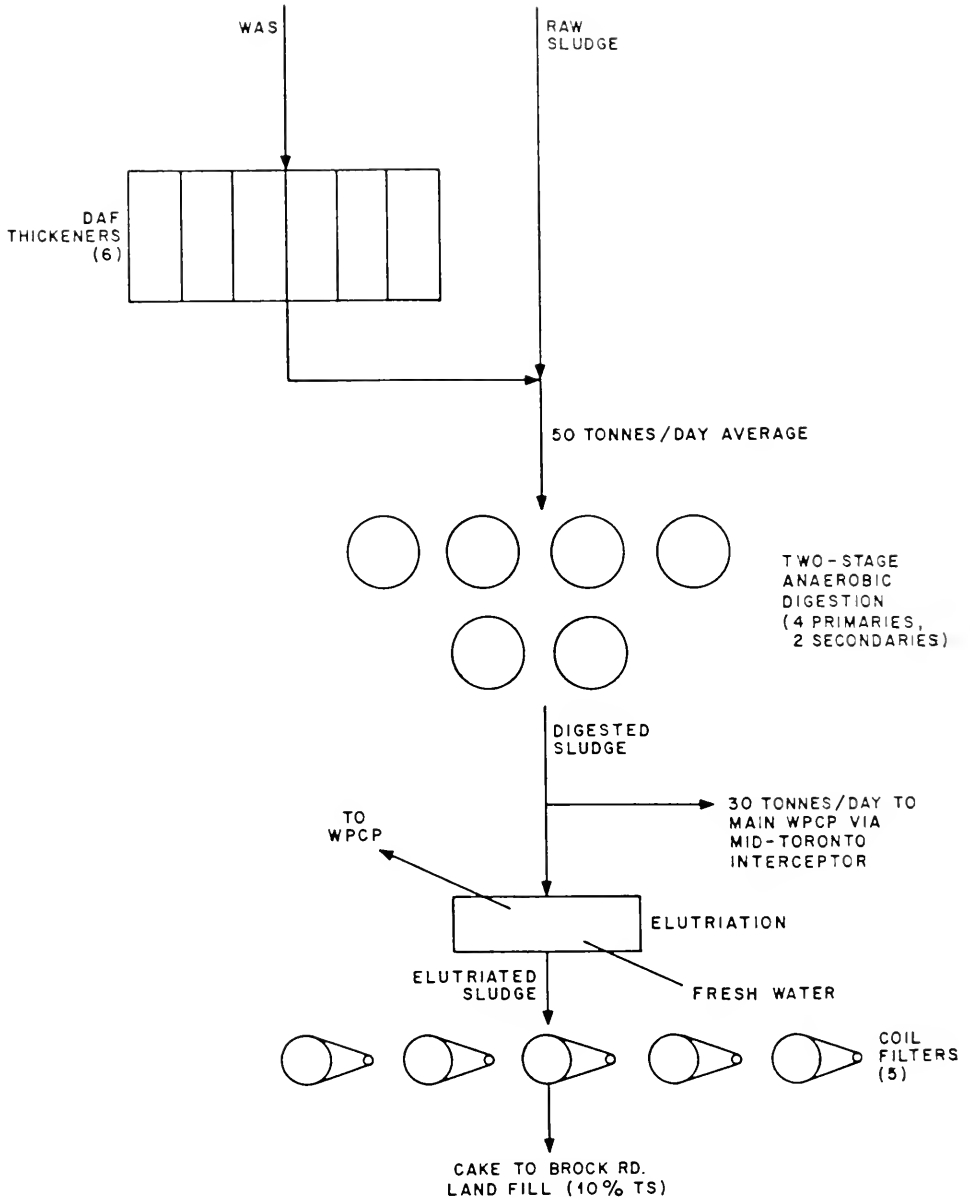 WAS
RAW
SLUDGE
DAF
THICKENERS
(6)
50 TONNES/DAY AVERAGE
TWO-STAGE
ANAEROBIC
DIGESTION
(4 PRIMARIES,
2 SECONDARIES)
DIGESTED
SLUDGE
30 TONNES/DAY TO
MAIN WPCP VIA
MID-TORONTO
INTERCEPTOR
TO
WPCP
ELUTRIATION
ELUTRIATED
SLUDGE
FRESH WATER
COIL
FILTERS
(5)
CAKE TO BROCK RD.
LAND FILL (10% TS)